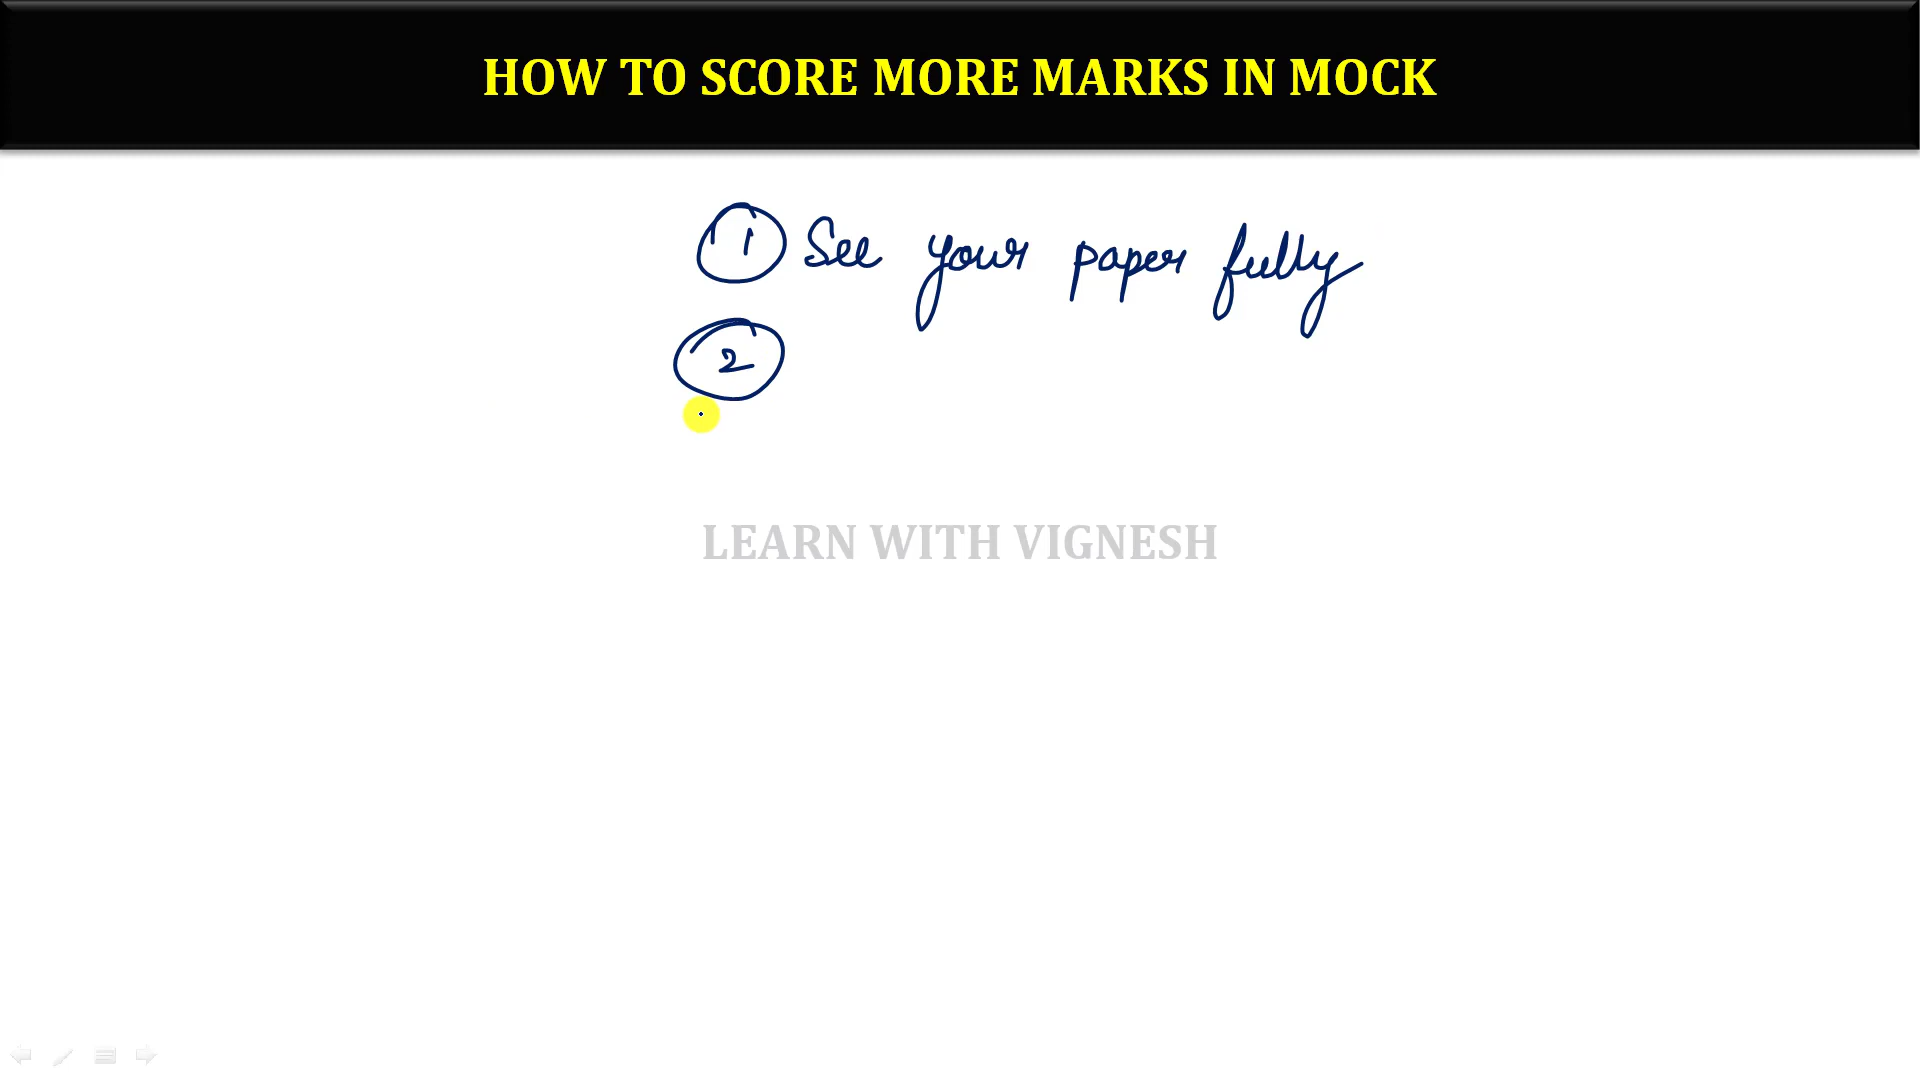 HOW TO SCORE MORE MARKS IN MOCK
1 See your paper fully
2
LEARN WITH VIGNESH